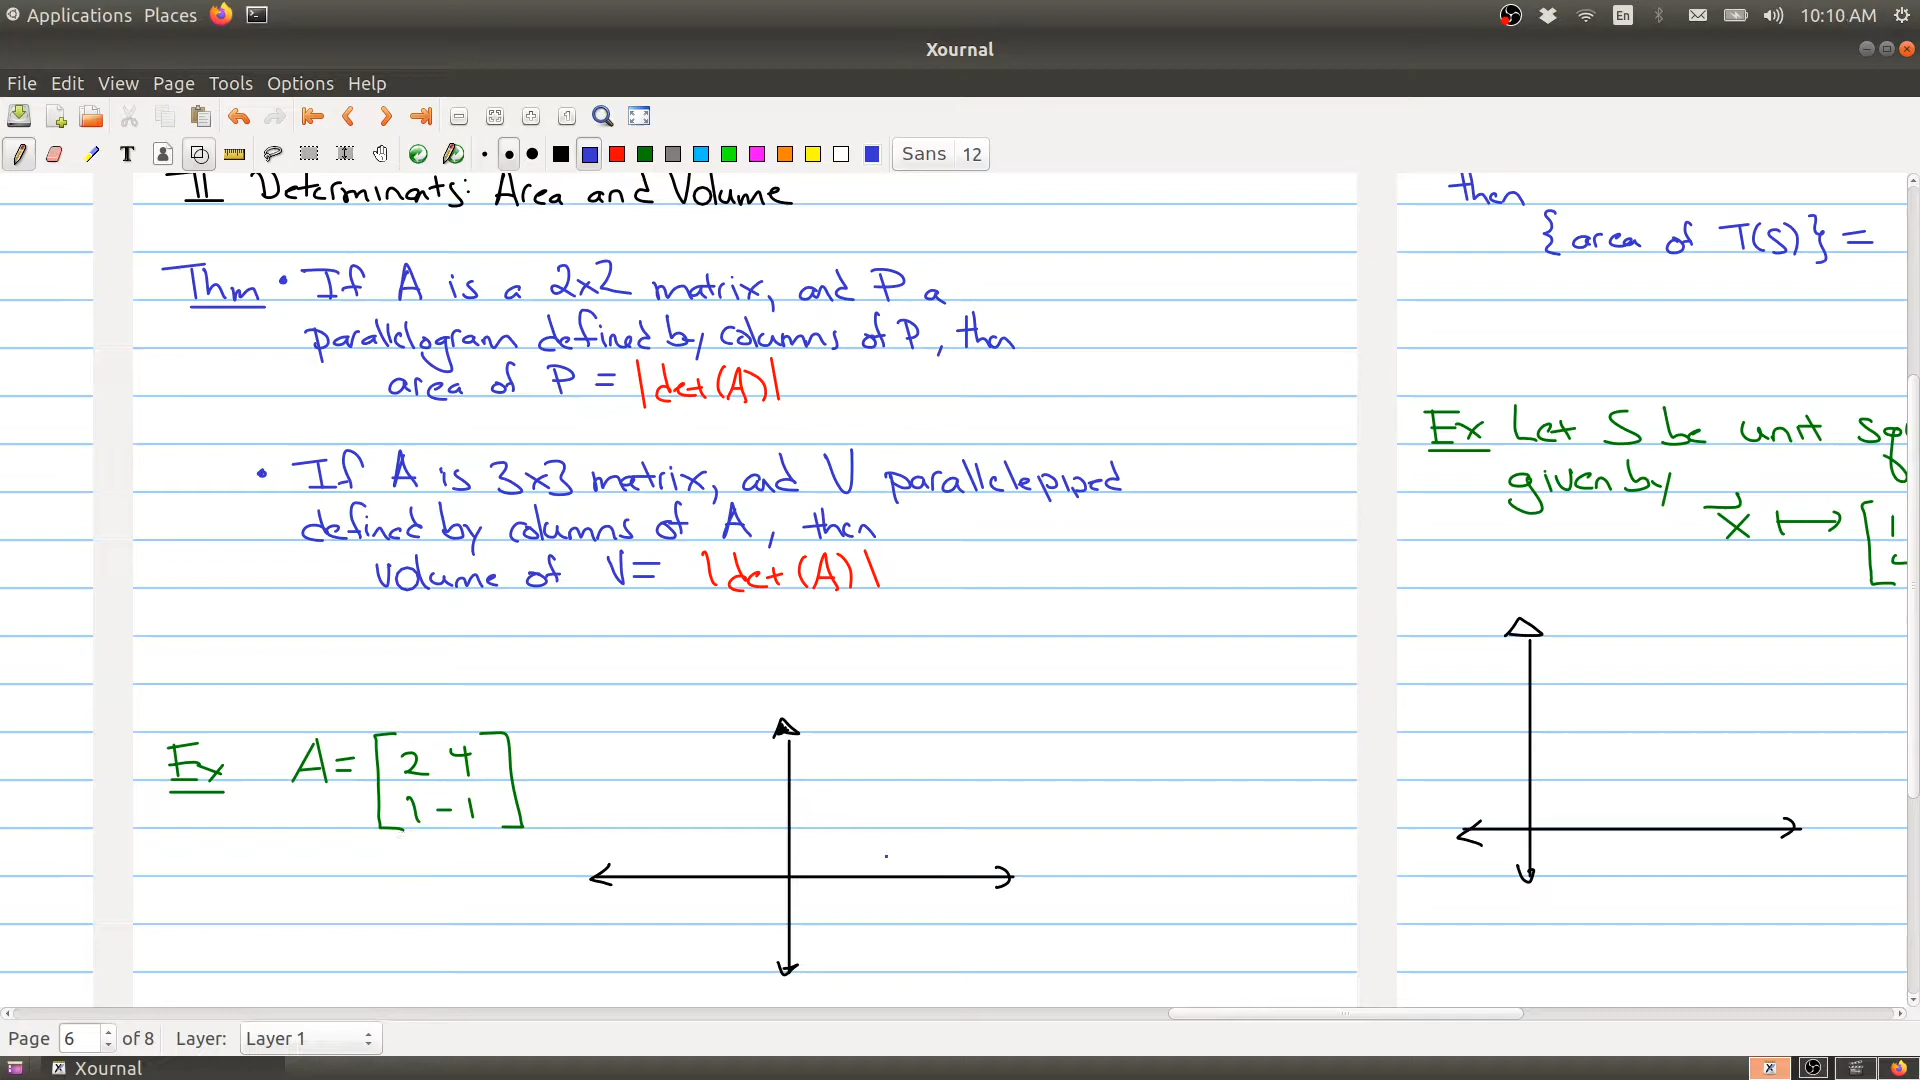 Applications Places En 10:10 AM
Xournal
File Edit View Page Tools Options Help
Sans 12
II Determinants: Area and Volume
Thm • If A is a 2x2 matrix, and P a
parallelogram defined by columns of P, then
area of P = |det(A)|
• If A is 3x3 matrix, and V parallelepiped
defined by columns of A, then
volume of V= |det(A)|
Ex A= [2 4
1 -1]
then
{area of T(S)} =
Ex Let S be unit sq
given by
x⃗ ↦ [1
Page 6 of 8 Layer: Layer 1
Xournal